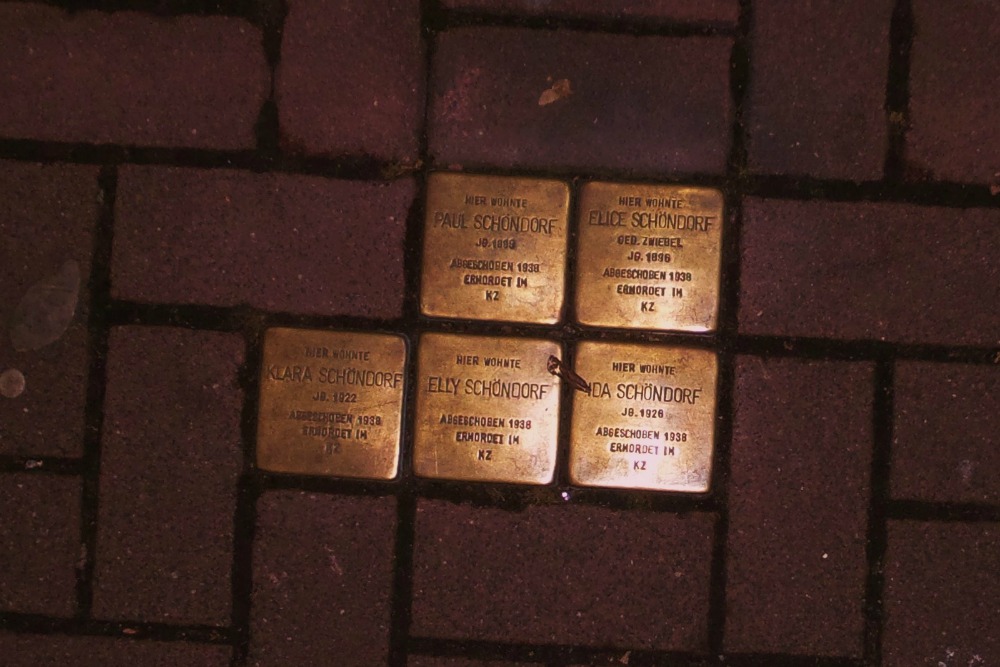 HIER WOHNTE
PAUL SCHÖNDORF
JG. 1899
ABGESCHOBEN 1938
ERMORDET IM
KZ
HIER WOHNTE
ELICE SCHÖNDORF
GEB. ZWIEBEL
JG. 1896
ABGESCHOBEN 1938
ERMORDET IM
KZ
HIER WOHNTE
KLARA SCHÖNDORF
JG. 1922
ABGESCHOBEN 1938
ERMORDET IM
KZ
HIER WOHNTE
ELLY SCHÖNDORF
ABGESCHOBEN 1938
ERMORDET IM
KZ
HIER WOHNTE
IDA SCHÖNDORF
JG. 1926
ABGESCHOBEN 1938
ERMORDET IM
KZ